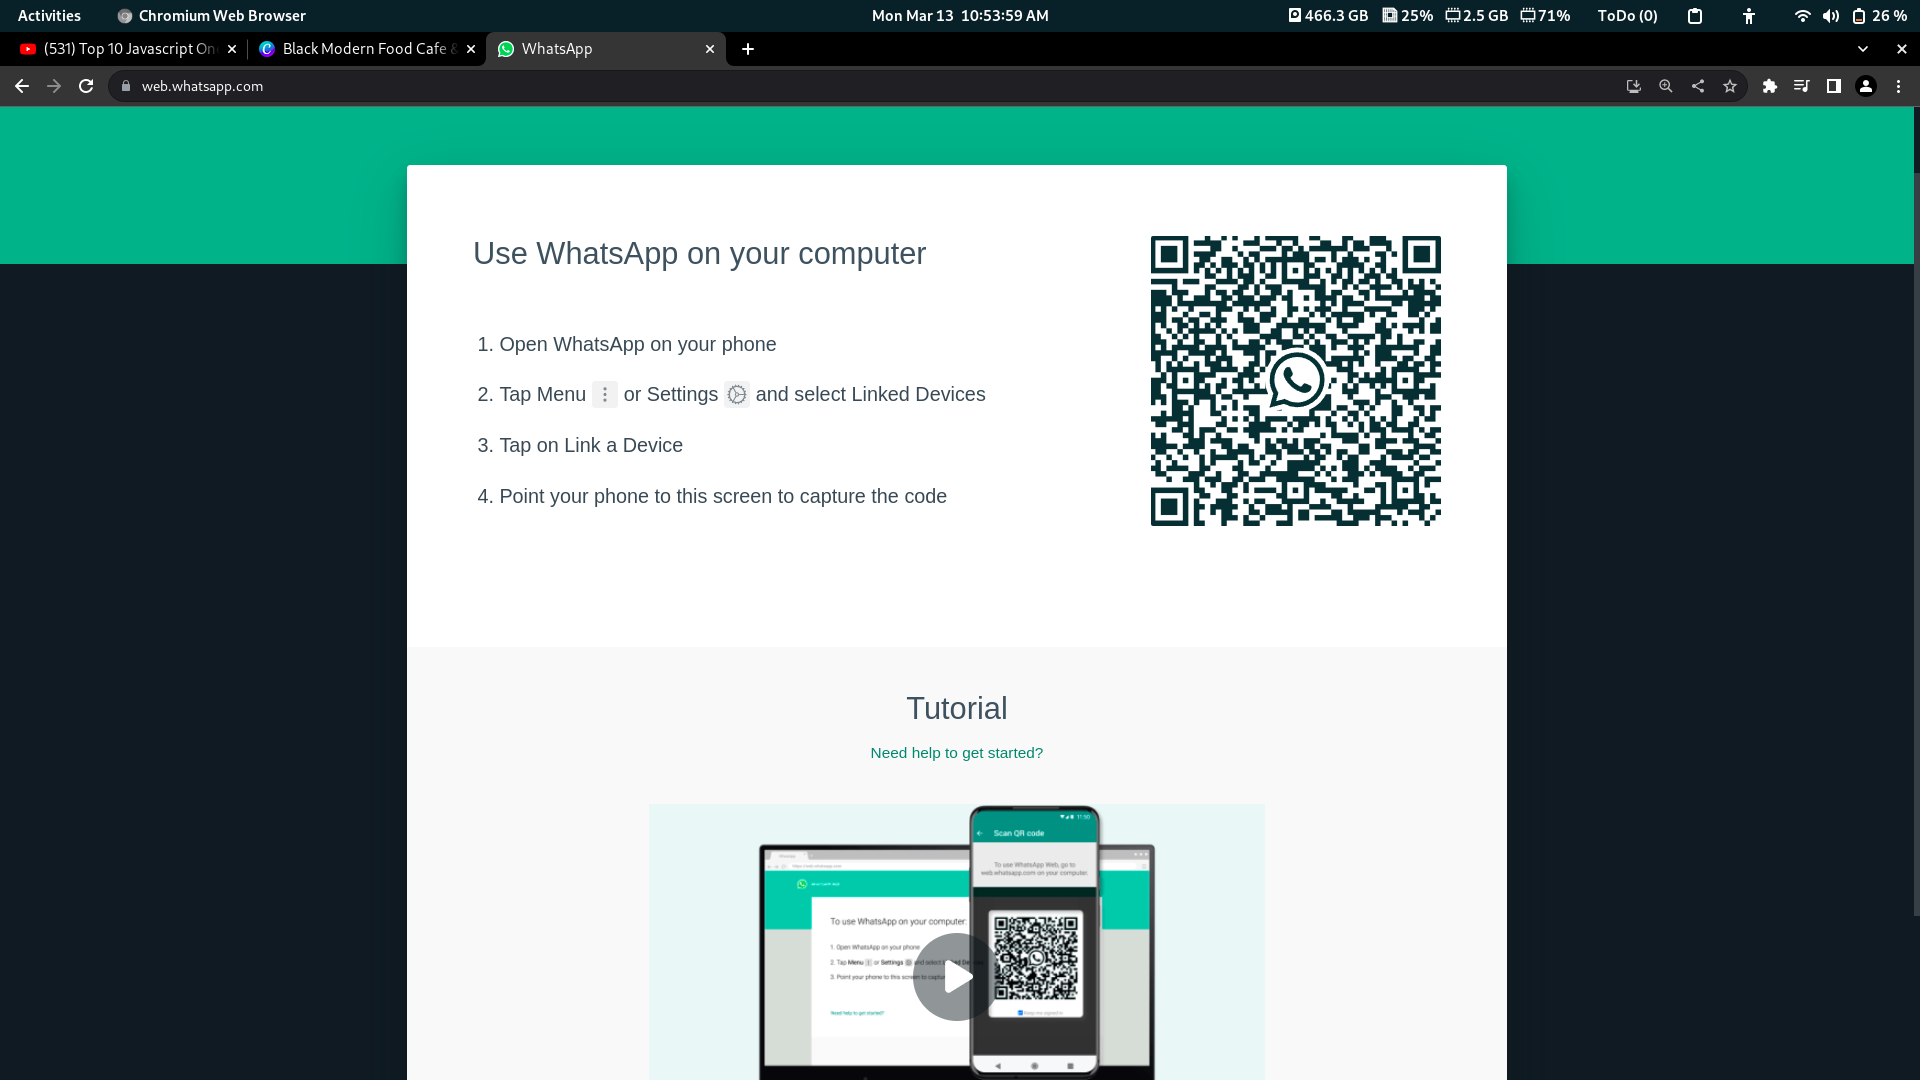 Activities
Chromium Web Browser
Mon Mar 13 10:53:59 AM
466.3 GB 25% 2.5 GB 71%
ToDo (0)
26 %
(531) Top 10 Javascript On
Black Modern Food Cafe &
WhatsApp
web.whatsapp.com
Use WhatsApp on your computer
1. Open WhatsApp on your phone
2. Tap Menu or Settings and select Linked Devices
3. Tap on Link a Device
4. Point your phone to this screen to capture the code
Tutorial
Need help to get started?
11:50
Scan QR code
To use WhatsApp Web, go to
web.whatsapp.com on your computer.
To use WhatsApp on your computer:
1. Open WhatsApp on your phone
2. Tap Menu or Settings and select
3. Point your phone to this screen to
Need help to get started?